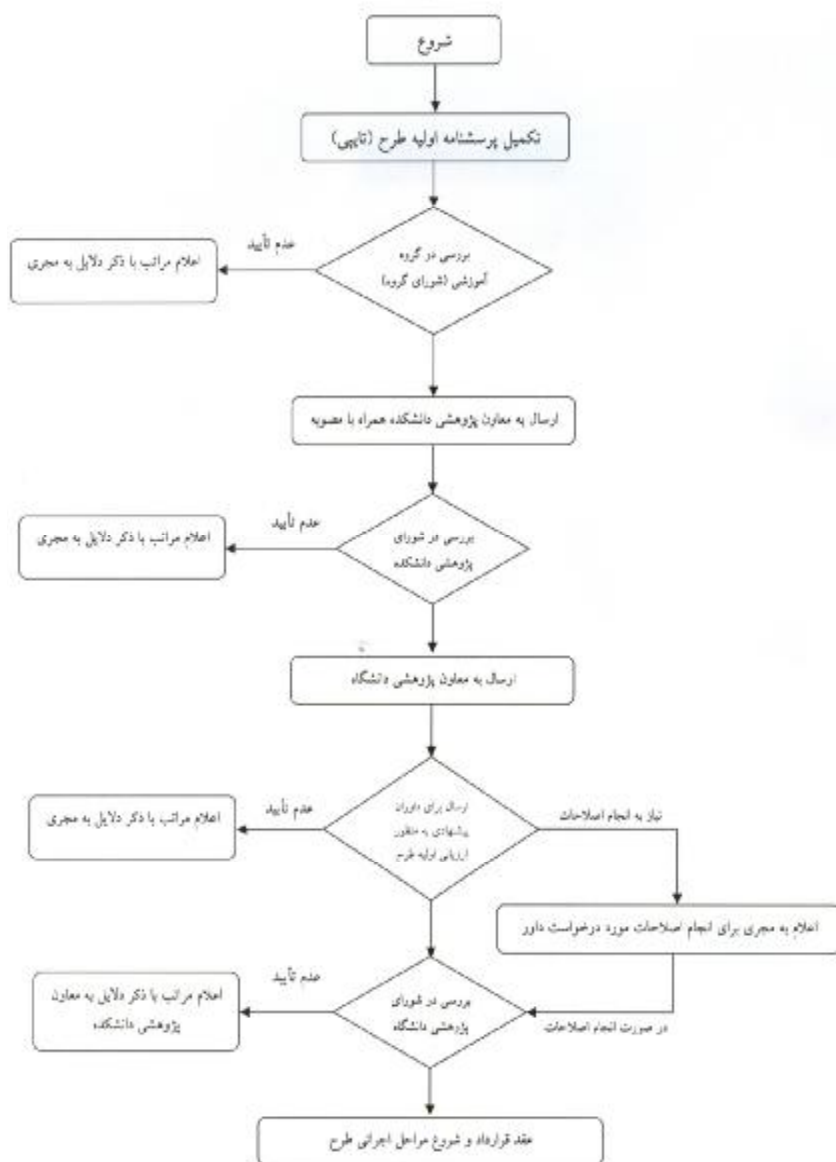 شروع
تکمیل پرسشنامه اولیه طرح (تایپی)
بررسی در گروه
آموزشی (شورای گروه)
عدم تأیید
اعلام مراتب با ذکر دلایل به مجری
ارسال به معاون پژوهشی دانشکده همراه با مصوبه
بررسی در شورای
پژوهشی دانشکده
عدم تأیید
اعلام مراتب با ذکر دلایل به مجری
ارسال به معاون پژوهشی دانشگاه
ارسال برای داوران
پیشنهادی به منظور
ارزیابی اولیه طرح
عدم تأیید
اعلام مراتب با ذکر دلایل به مجری
نیاز به انجام اصلاحات
اعلام به مجری برای انجام اصلاحات مورد درخواست داور
در صورت انجام اصلاحات
بررسی در شورای
پژوهشی دانشگاه
عدم تأیید
اعلام مراتب با ذکر دلایل به معاون
پژوهشی دانشکده
عقد قرارداد و شروع مراحل اجرائی طرح